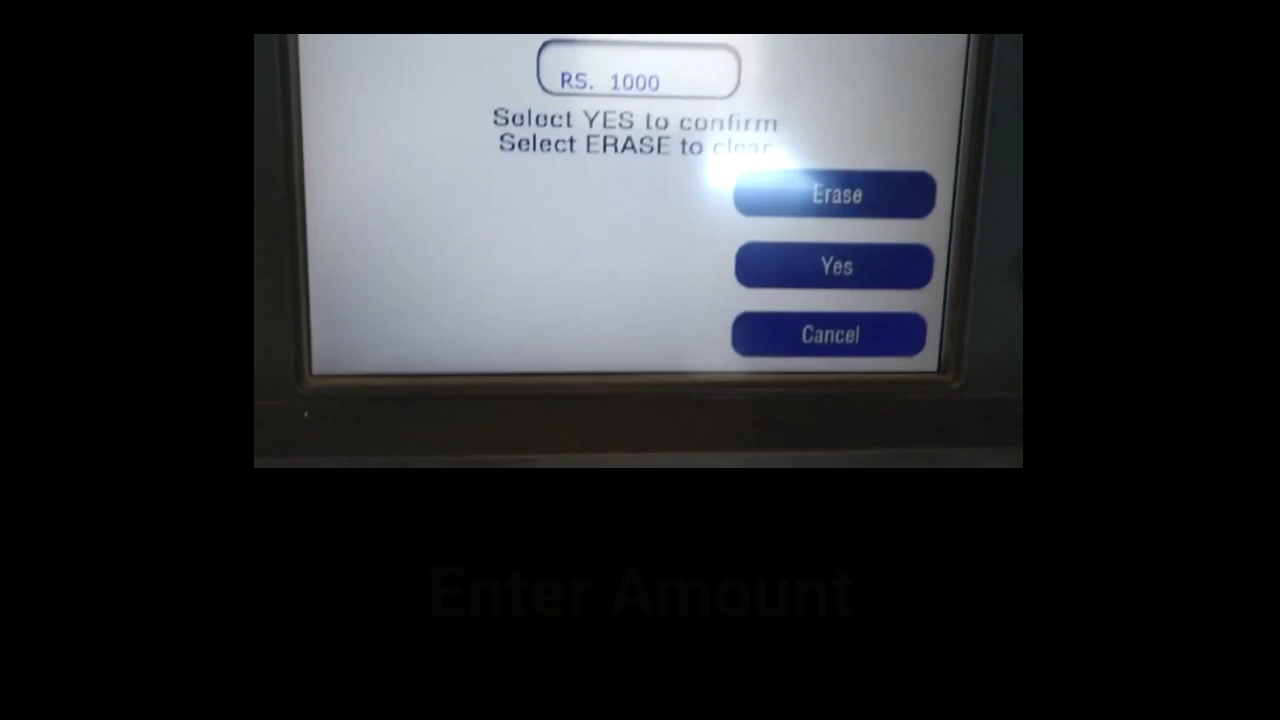 RS. 1000
Select YES to confirm
Select ERASE to clear
Erase
Yes
Cancel
Enter Amount